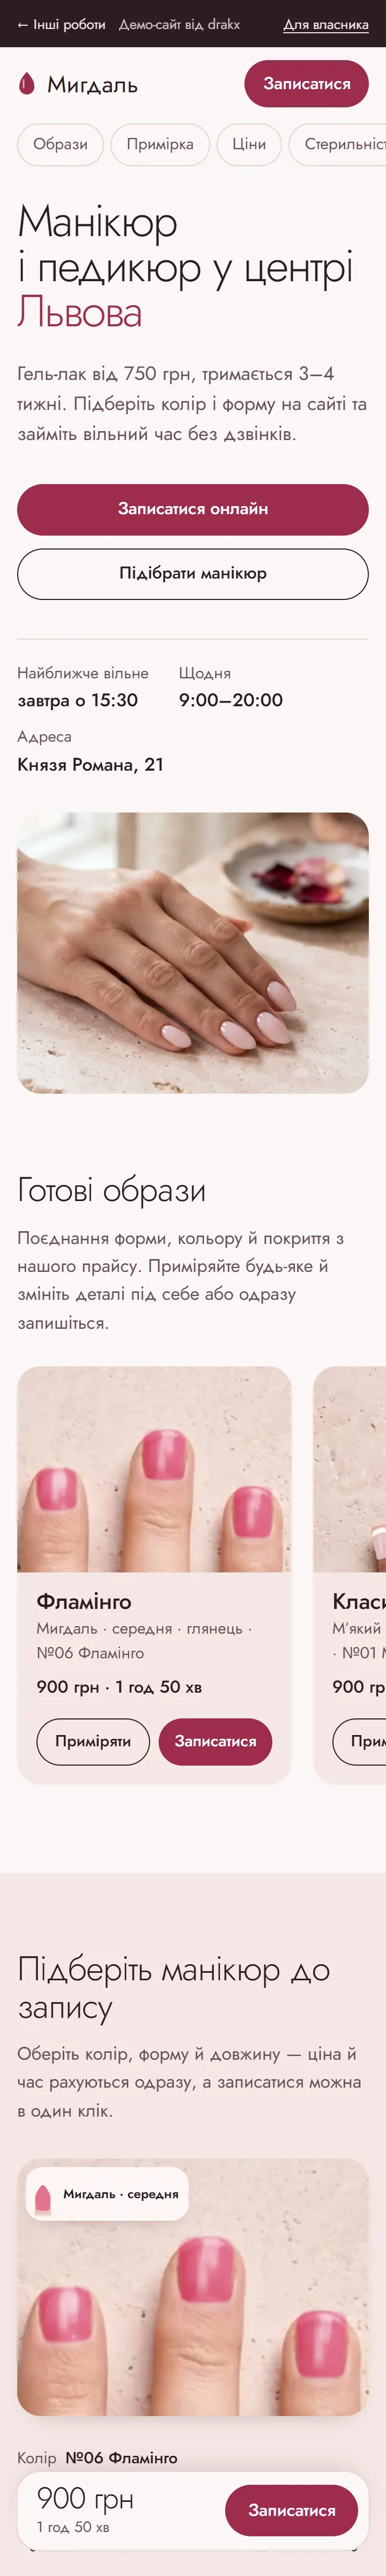 ← Інші роботи Демо-сайт від drakx Для власника
Мигдаль Записатися
Образи Примірка Ціни
Манікюр
і педикюр у центрі
Львова
Гель-лак від 750 грн, тримається 3–4
тижні. Підберіть колір і форму на сайті та
займіть вільний час без дзвінків.
Записатися онлайн
Підібрати манікюр
Найближче вільне Щодня
завтра о 15:30 9:00–20:00
Адреса
Князя Романа, 21
Готові образи
Поєднання форми, кольору й покриття з
нашого прайсу. Приміряйте будь-яке й
змініть деталі під себе або одразу
запишіться.
Фламінго
Мигдаль · середня · глянець ·
№06 Фламінго
900 грн · 1 год 50 хв
Приміряти Записатися
М'який
· №01
900
Підберіть манікюр до
запису
Оберіть колір, форму й довжину — ціна й
час рахуються одразу, а записатися можна
в один клік.
Мигдаль · середня
Колір №06 Фламінго
900 грн
1 год 50 хв
Записатися